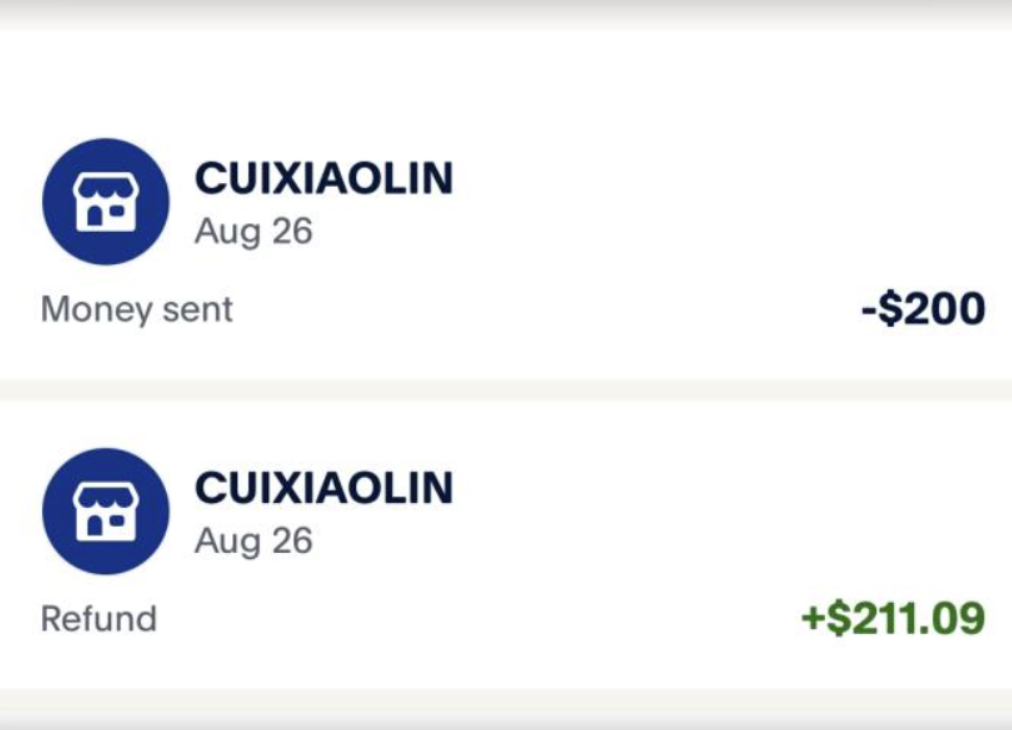 CUIXIAOLIN
Aug 26
Money sent
-$200
CUIXIAOLIN
Aug 26
Refund
+$211.09